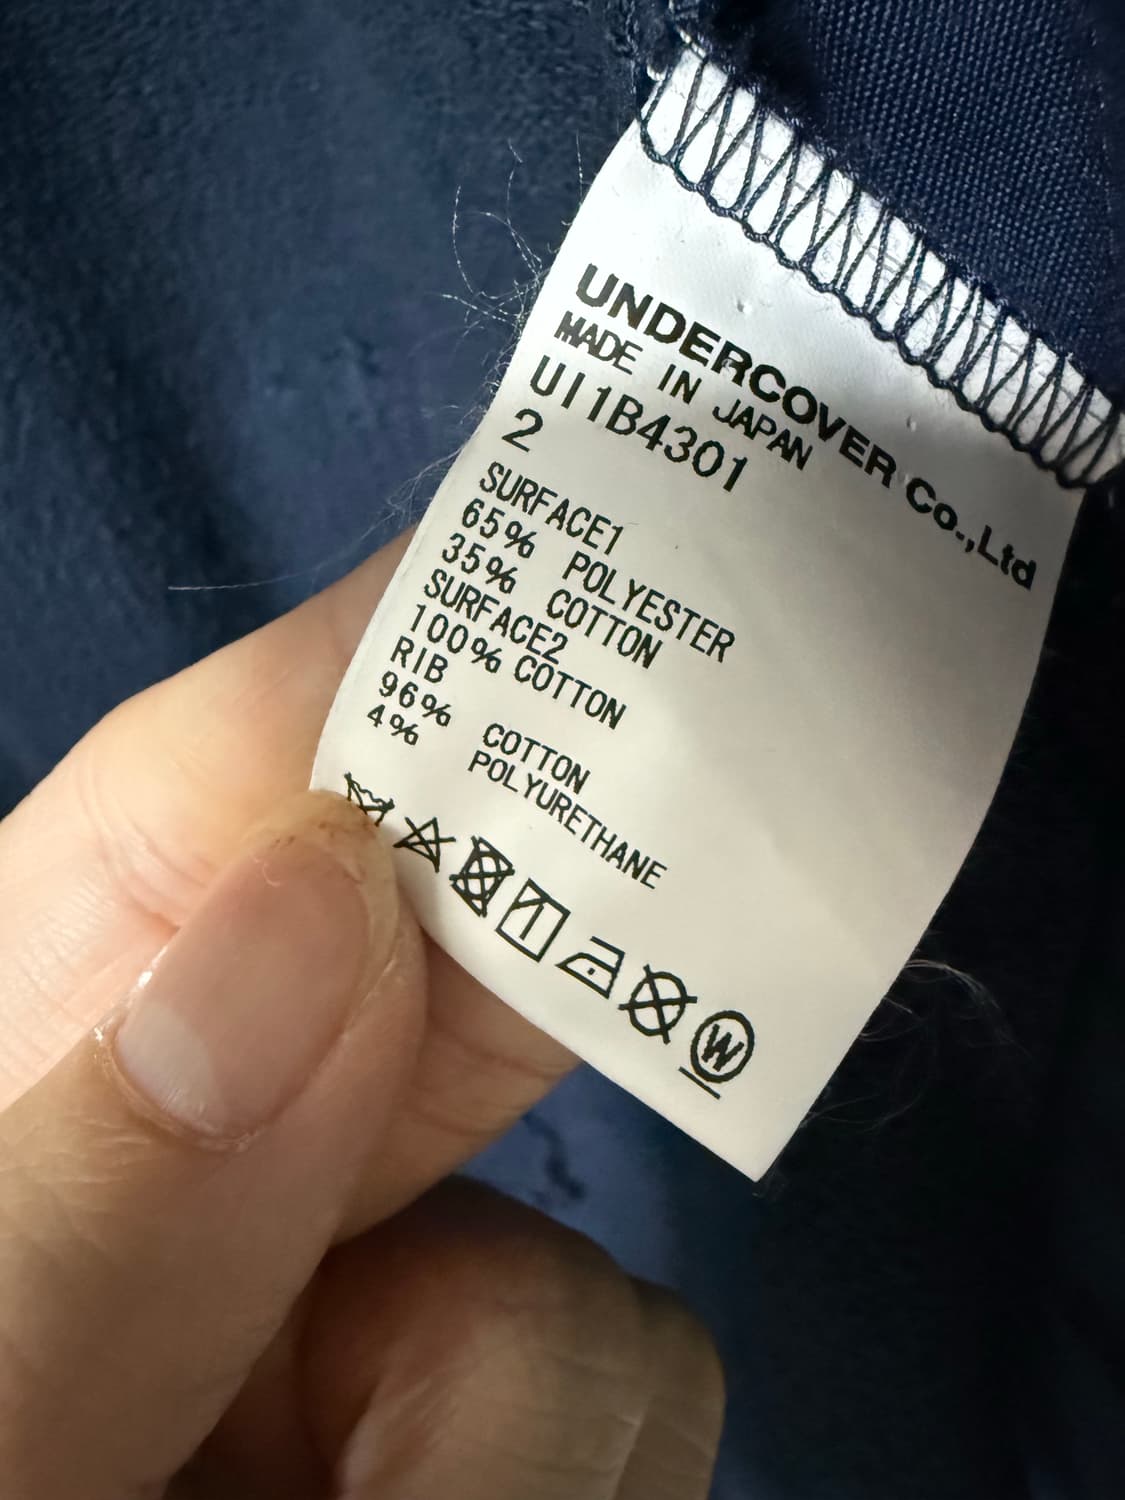 UNDERCOVER Co.,Ltd
MADE IN JAPAN
UI1B4301
2
SURFACE1
65% POLYESTER
35% COTTON
SURFACE2
100% COTTON
RIB
96% COTTON
4% POLYURETHANE
W